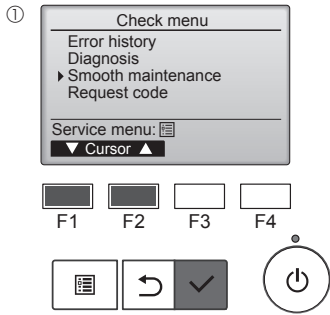 ①
Check menu
Error history
Diagnosis
Smooth maintenance
Request code
Service menu:
▼ Cursor ▲
F1 F2 F3 F4